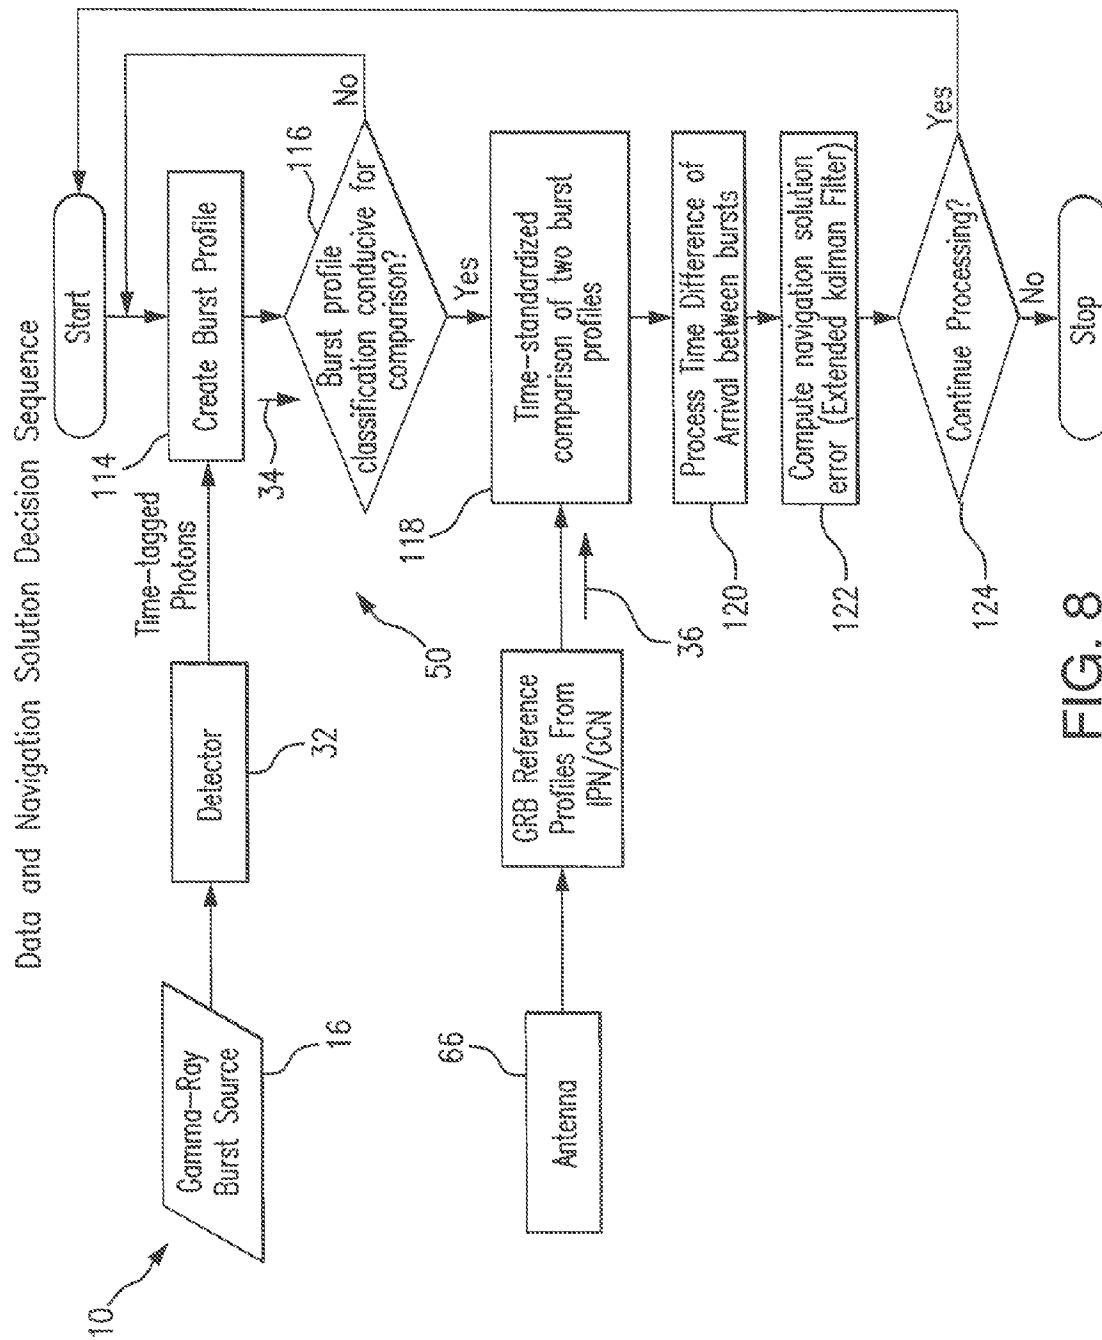 Data and Navigation Solution Decision Sequence
10
Gamma-Ray
Burst Source
16
Detector
32
Time-tagged
Photons
Start
114
Create Burst Profile
34
116
Burst profile
classification conducive for
comparison?
No
Yes
50
66
Antenna
GRB Reference
Profiles From
IPN/GCN
36
118
Time-standardized
comparison of two burst
profiles
Process Time Difference of
Arrival between bursts
120
Compute navigation solution
error (Extended kalman Filter)
122
Continue Processing?
124
Yes
No
Stop
FIG. 8